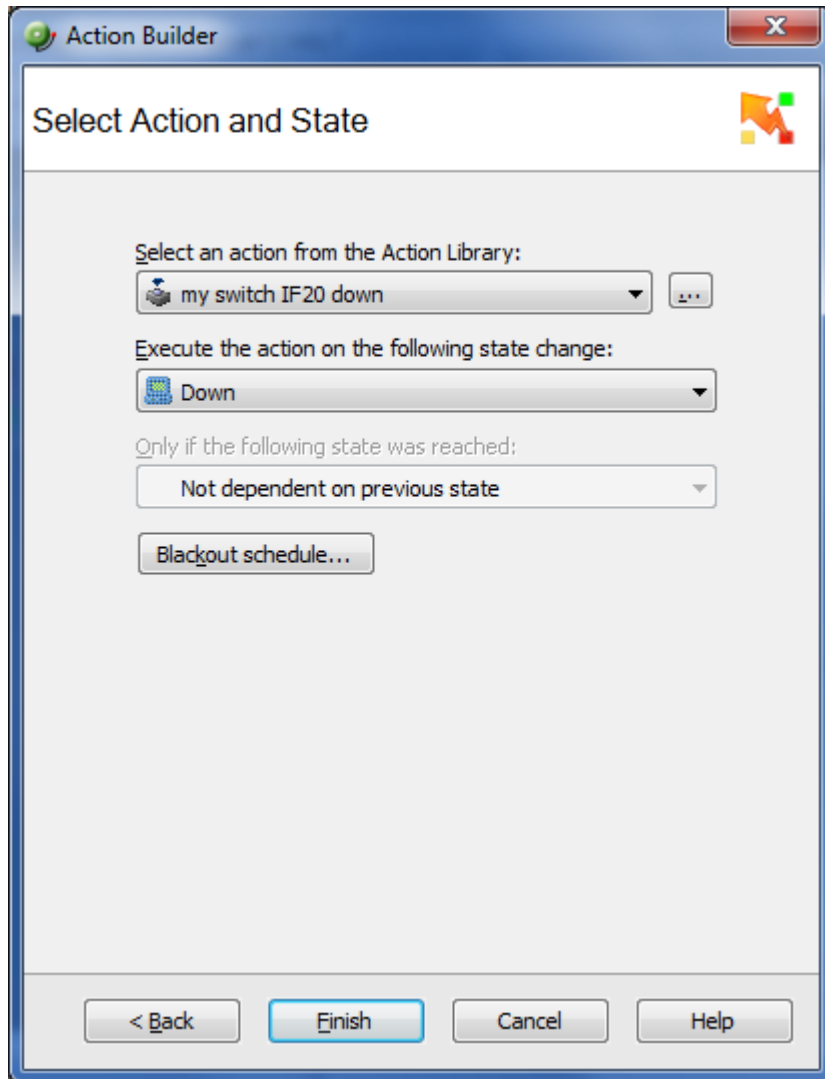 Action Builder
Select Action and State
Select an action from the Action Library:
my switch IF20 down
...
Execute the action on the following state change:
Down
Only if the following state was reached:
Not dependent on previous state
Blackout schedule...
< Back
Finish
Cancel
Help